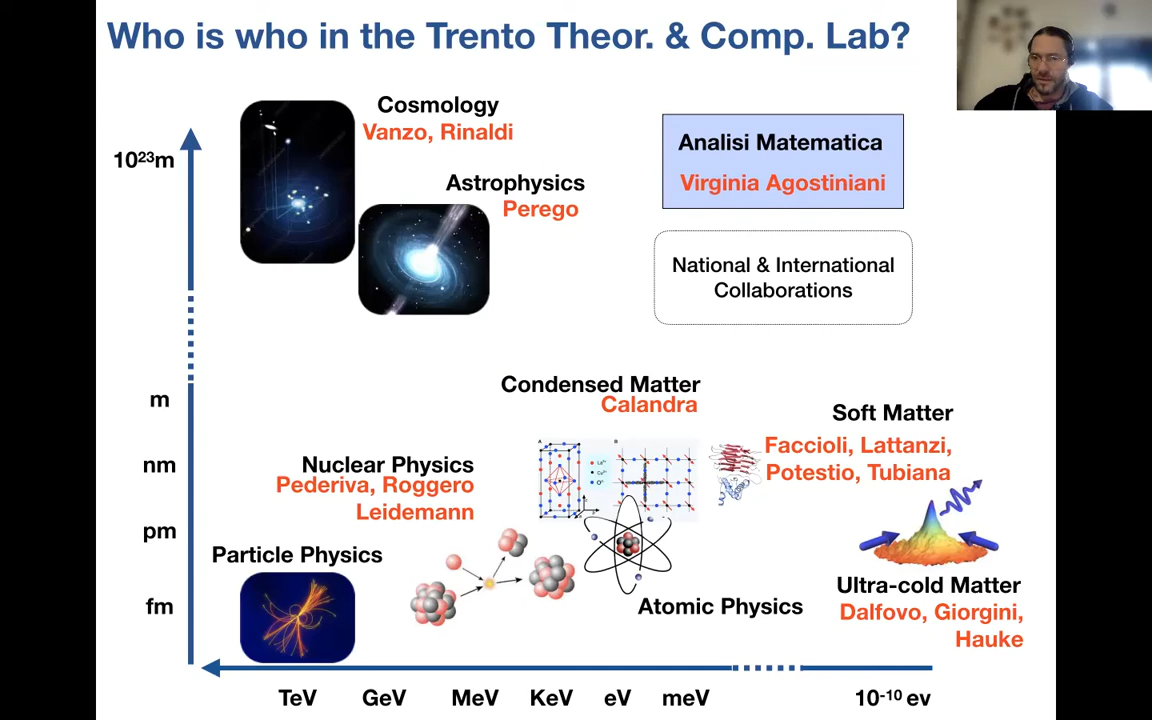 Who is who in the Trento Theor. & Comp. Lab?
Cosmology
Vanzo, Rinaldi
Astrophysics
Perego
Analisi Matematica
Virginia Agostiniani
National & International
Collaborations
10²³m
m
nm
pm
fm
Condensed Matter
Calandra
Soft Matter
Faccioli, Lattanzi,
Potestio, Tubiana
Nuclear Physics
Pederiva, Roggero
Leidemann
Particle Physics
Atomic Physics
Ultra-cold Matter
Dalfovo, Giorgini,
Hauke
A
B
TeV GeV MeV KeV eV meV 10⁻¹⁰ ev